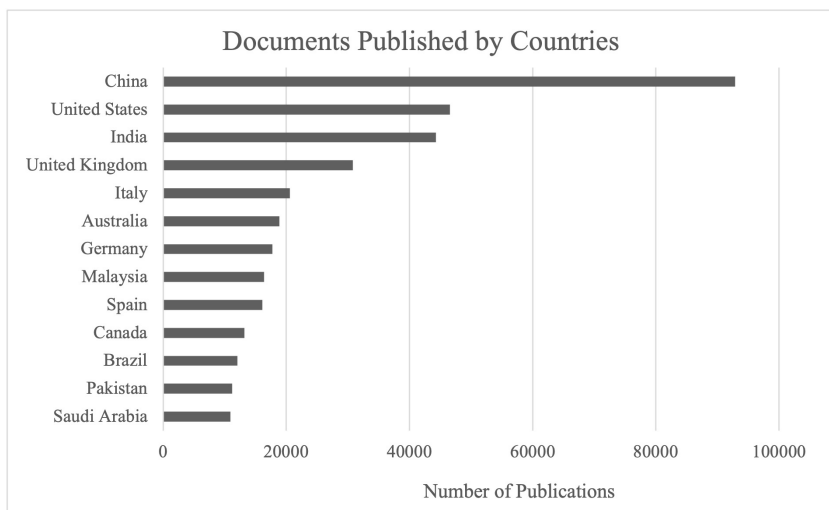 Documents Published by Countries
China
United States
India
United Kingdom
Italy
Australia
Germany
Malaysia
Spain
Canada
Brazil
Pakistan
Saudi Arabia
0 20000 40000 60000 80000 100000
Number of Publications